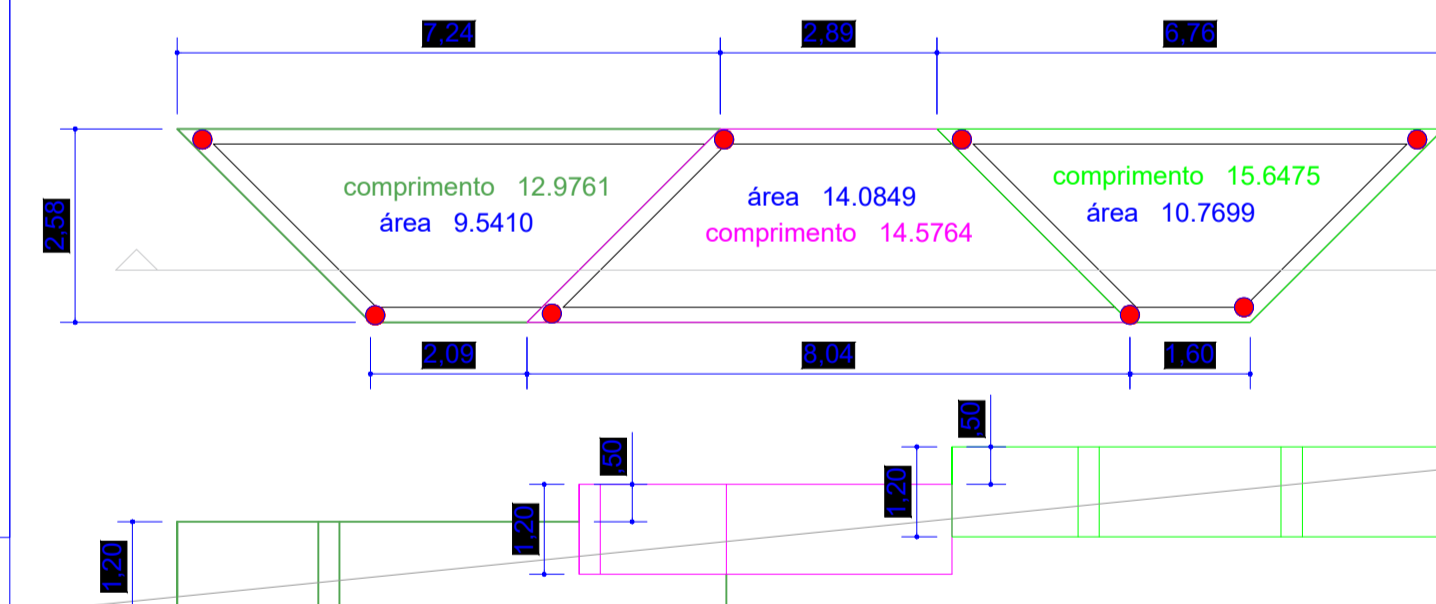 7,24
2,89
6,76
2,58
comprimento 12.9761
área 9.5410
área 14.0849
comprimento 14.5764
comprimento 15.6475
área 10.7699
2,09
8,04
1,60
,50
,50
1,20
1,20
1,20